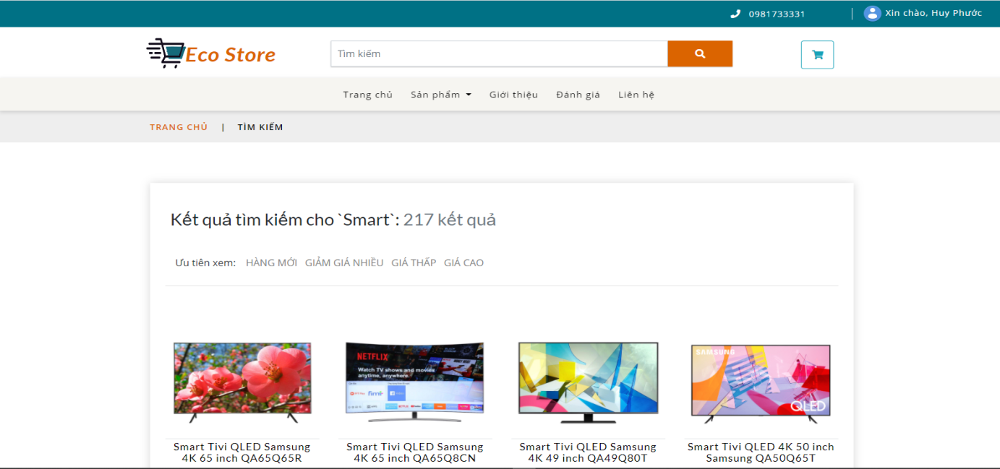 0981733331 | Xin chào, Huy Phước
Eco Store
Tìm kiếm
Trang chủ Sản phẩm Giới thiệu Đánh giá Liên hệ
TRANG CHỦ | TÌM KIẾM
Kết quả tìm kiếm cho `Smart`: 217 kết quả
Ưu tiên xem: HÀNG MỚI GIẢM GIÁ NHIỀU GIÁ THẤP GIÁ CAO
NETFLIX
Watch TV shows and movies
anytime, anywhere.
SAMSUNG
QLED
Smart Tivi QLED Samsung
4K 65 inch QA65Q65R
Smart Tivi QLED Samsung
4K 65 inch QA65Q8CN
Smart Tivi QLED Samsung
4K 49 inch QA49Q80T
Smart Tivi QLED 4K 50 inch
Samsung QA50Q65T